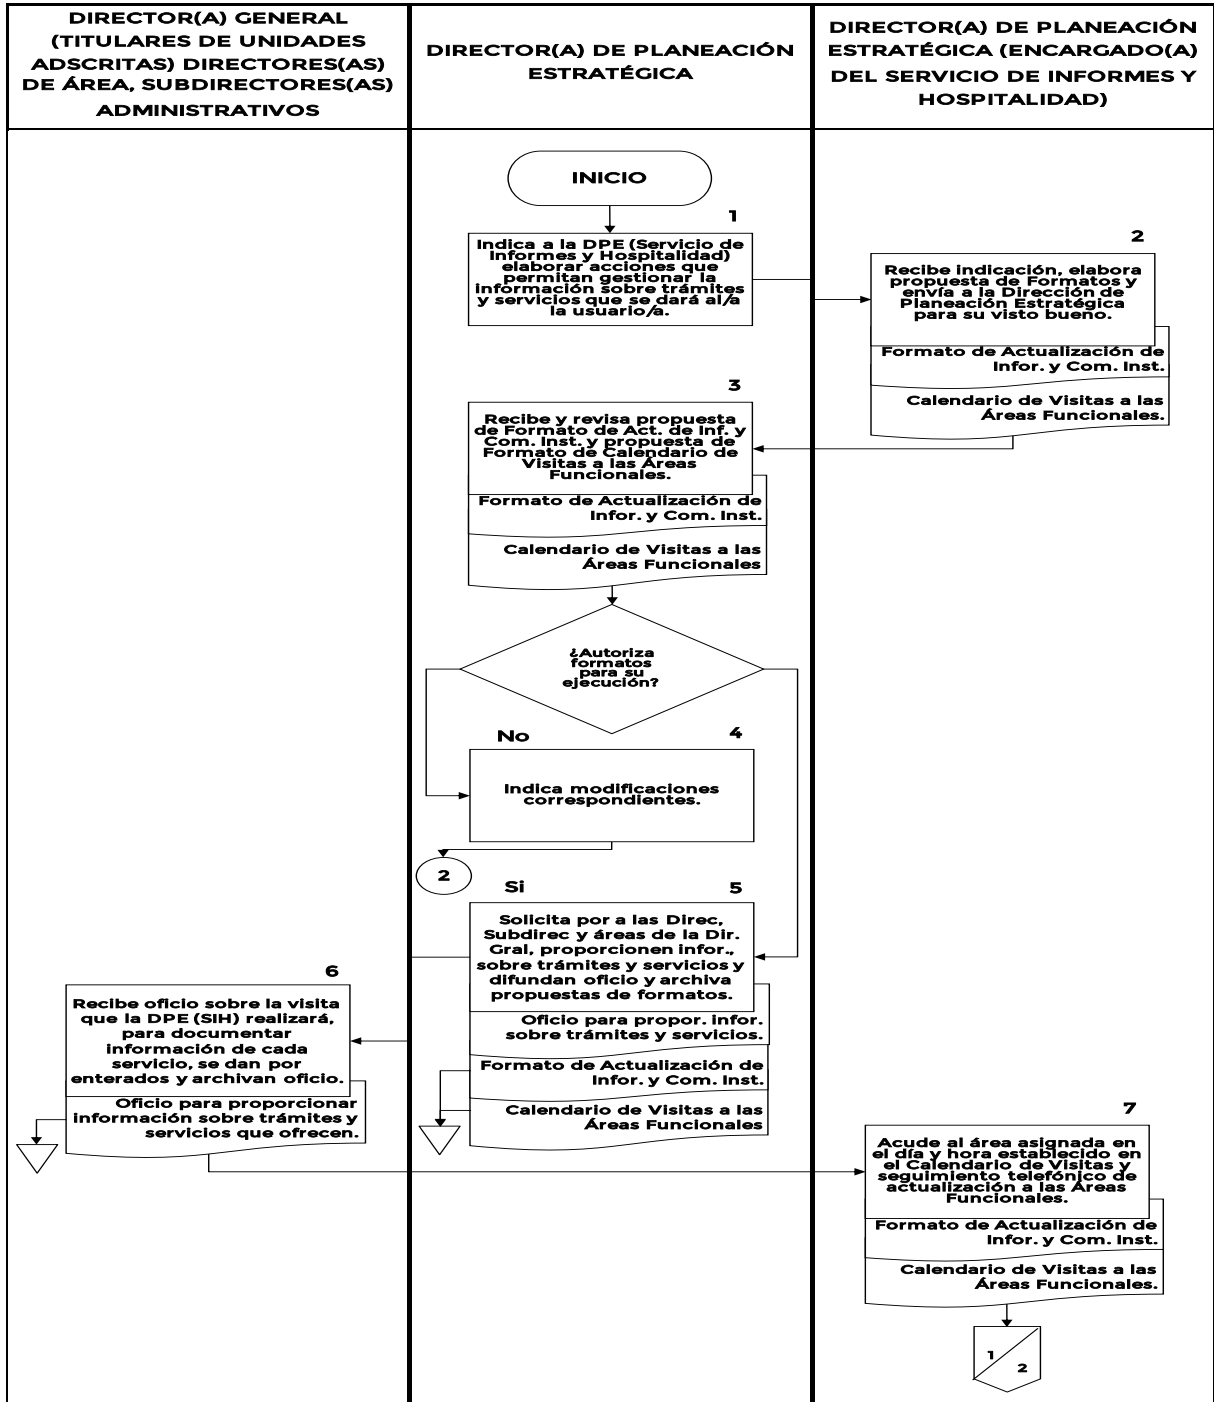 DIRECTOR(A) GENERAL
(TITULARES DE UNIDADES
ADSCRITAS) DIRECTORES(AS)
DE ÁREA, SUBDIRECTORES(AS)
ADMINISTRATIVOS
DIRECTOR(A) DE PLANEACIÓN
ESTRATÉGICA
DIRECTOR(A) DE PLANEACIÓN
ESTRATÉGICA (ENCARGADO(A)
DEL SERVICIO DE INFORMES Y
HOSPITALIDAD)
INICIO
1
Indica a la DPE (Servicio de
Informes y Hospitalidad)
elaborar acciones que
permitan gestionar la
información sobre trámites
y servicios que se dará al/a
la usuario/a.
2
Recibe indicación, elabora
propuesta de Formatos y
envía a la Dirección de
Planeación Estratégica
para su visto bueno.
Formato de Actualización de
Infor. y Com. Inst.
Calendario de Visitas a las
Áreas Funcionales.
3
Recibe y revisa propuesta
de Formato de Act. de Inf. y
Com. Inst. y propuesta de
Formato de Calendario de
Visitas a las Áreas
Funcionales.
Formato de Actualización de
Infor. y Com. Inst.
Calendario de Visitas a las
Áreas Funcionales
¿Autoriza
formatos
para su
ejecución?
No
4
Indica modificaciones
correspondientes.
2
Si
5
Solicita por a las Direc,
Subdirec y áreas de la Dir.
Gral, proporcionen infor.,
sobre trámites y servicios y
difundan oficio y archiva
propuestas de formatos.
Oficio para propor. infor.
sobre trámites y servicios.
Formato de Actualización de
Infor. y Com. Inst.
Calendario de Visitas a las
Áreas Funcionales
6
Recibe oficio sobre la visita
que la DPE (SIH) realizará,
para documentar
información de cada
servicio, se dan por
enterados y archivan oficio.
Oficio para proporcionar
información sobre trámites y
servicios que ofrecen.
7
Acude al área asignada en
el día y hora establecido en
el Calendario de Visitas y
seguimiento telefónico de
actualización a las Áreas
Funcionales.
Formato de Actualización de
Infor. y Com. Inst.
Calendario de Visitas a las
Áreas Funcionales.
1
2